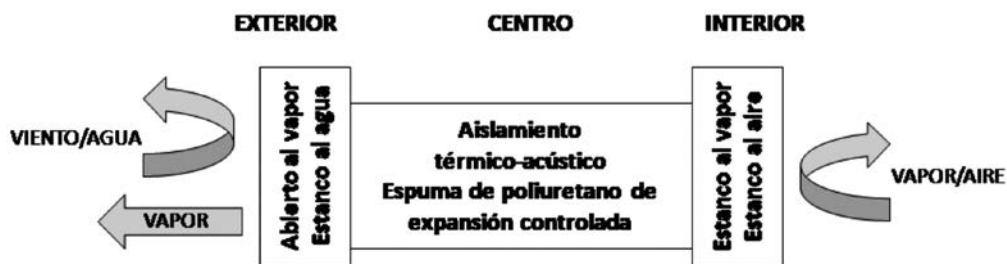 EXTERIOR
CENTRO
INTERIOR
VIENTO/AGUA
VAPOR
Abierto al vapor
Estanco al agua
Aislamiento
térmico-acústico
Espuma de poliuretano de
expansión controlada
Estanco al vapor
Estanco al aire
VAPOR/AIRE